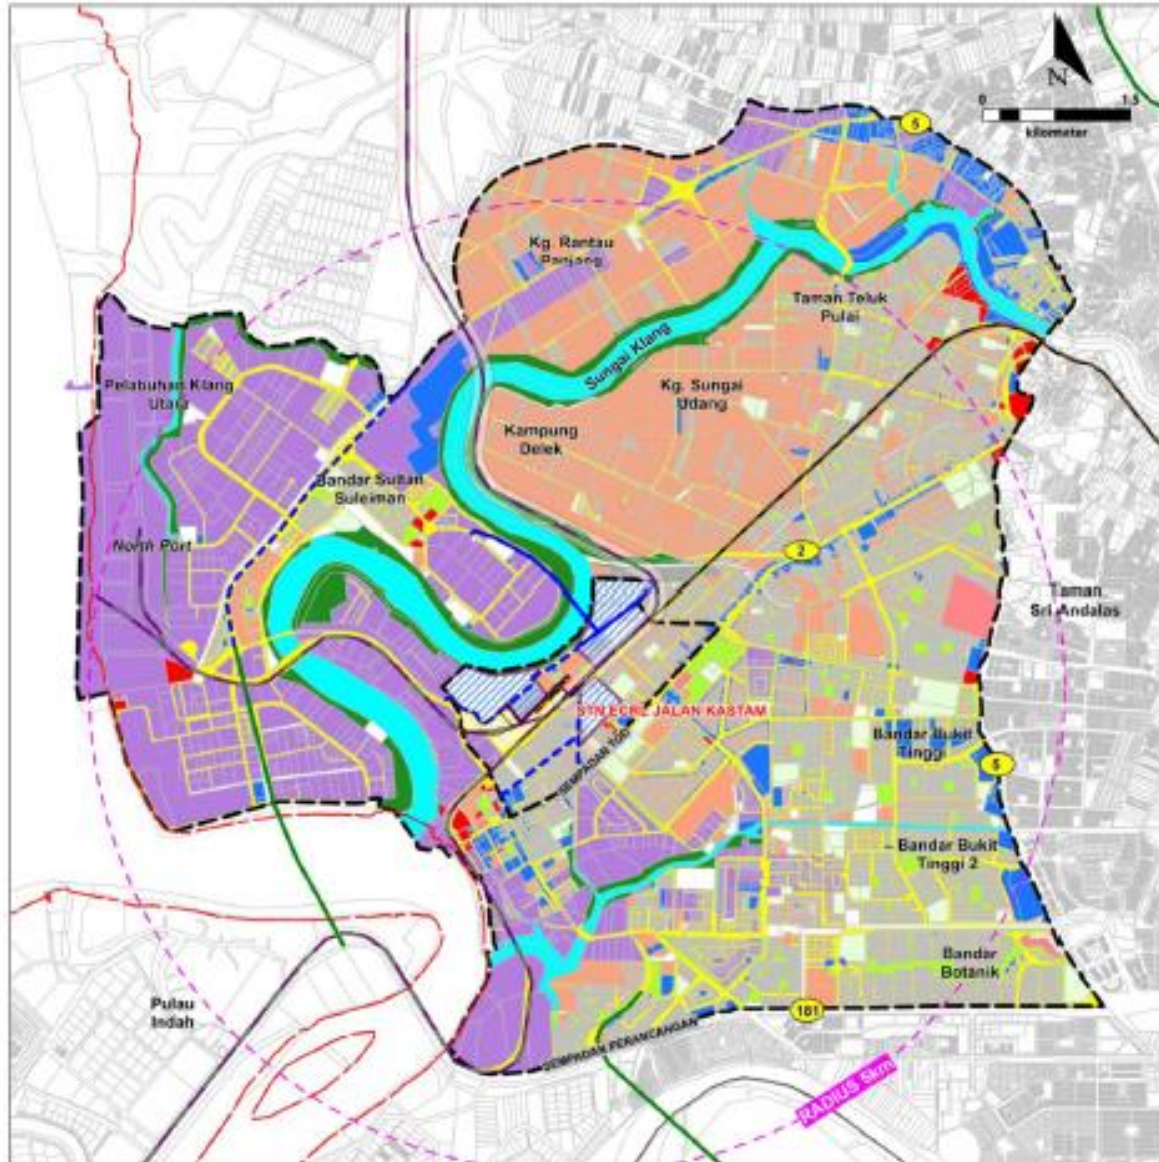 N
0 1.5
kilometer
5
Kg. Rantau
Panjang
Taman Teluk
Pulai
Sungai Klang
Pelabuhan Klang
Utara
Kg. Sungai
Udang
Kampung
Delek
Bandar Sultan
Suleiman
North Port
2
Taman
Sri Andalas
STN ECRL JALAN KASTAM
SEMPADAN TOD
Bandar Bukit
Tinggi
5
Bandar Bukit
Tinggi 2
Bandar
Botanik
Pulau
Indah
181
SEMPADAN PERANCANGAN
RADIUS 5km